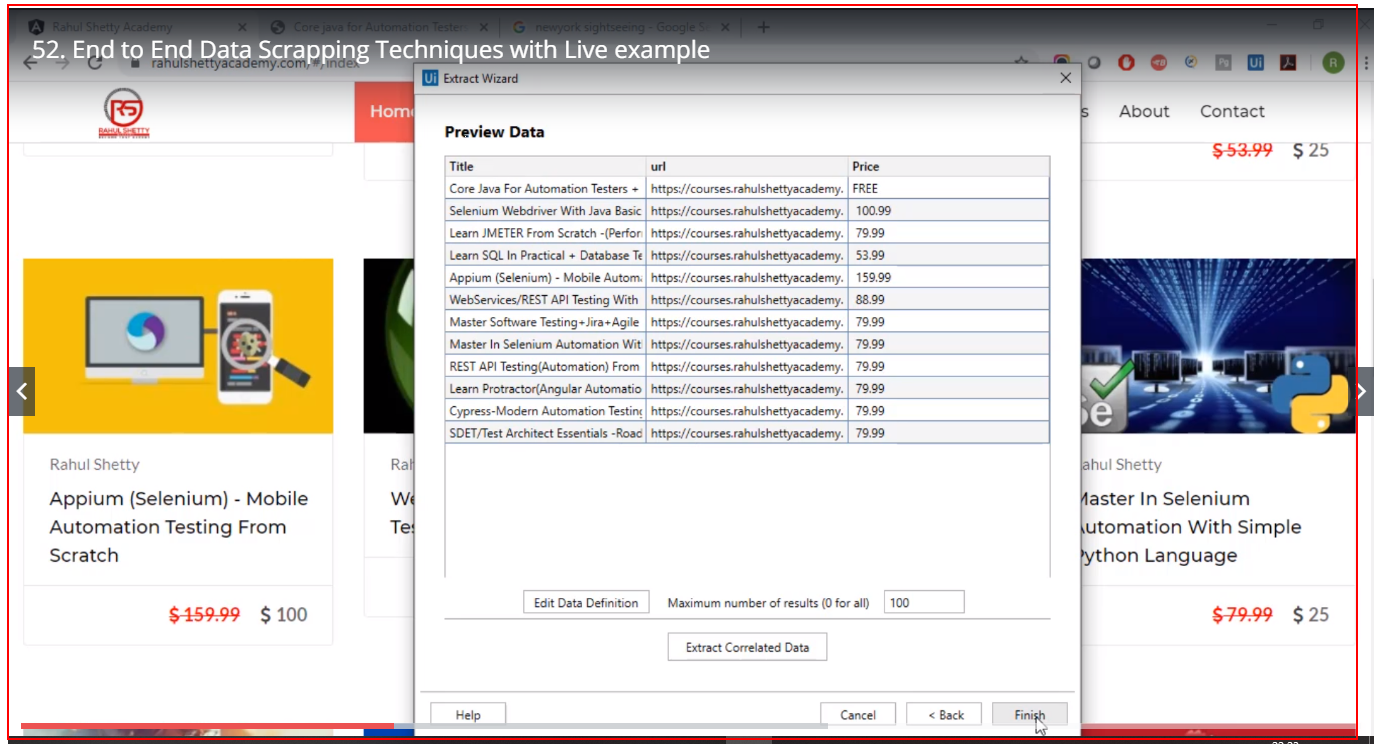 Rahul Shetty Academy
Core java for Automation Tester
newyork sightseeing - Google Se
52. End to End Data Scrapping Techniques with Live example
rahulshettyacademy.com/#/index
Extract Wizard
RS
RAHUL SHETTY
Home
s
About
Contact
Preview Data
$ 53.99 $ 25
Title url Price
Core Java For Automation Testers + https://courses.rahulshettyacademy. FREE
Selenium Webdriver With Java Basic https://courses.rahulshettyacademy. 100.99
Learn JMETER From Scratch -(Perfor https://courses.rahulshettyacademy. 79.99
Learn SQL In Practical + Database Te https://courses.rahulshettyacademy. 53.99
Appium (Selenium) - Mobile Autom https://courses.rahulshettyacademy. 159.99
WebServices/REST API Testing With https://courses.rahulshettyacademy. 88.99
Master Software Testing+Jira+Agile https://courses.rahulshettyacademy. 79.99
Master In Selenium Automation Wit https://courses.rahulshettyacademy. 79.99
REST API Testing(Automation) From https://courses.rahulshettyacademy. 79.99
Learn Protractor(Angular Automatio https://courses.rahulshettyacademy. 79.99
Cypress-Modern Automation Testing https://courses.rahulshettyacademy. 79.99
SDET/Test Architect Essentials -Road https://courses.rahulshettyacademy. 79.99
Rahul Shetty
Appium (Selenium) - Mobile
Automation Testing From
Scratch
$ 159.99 $ 100
Rah
We
Tes
Se
ahul Shetty
Master In Selenium
Automation With Simple
Python Language
$ 79.99 $ 25
Edit Data Definition
Maximum number of results (0 for all)
100
Extract Correlated Data
Help
Cancel
< Back
Finish